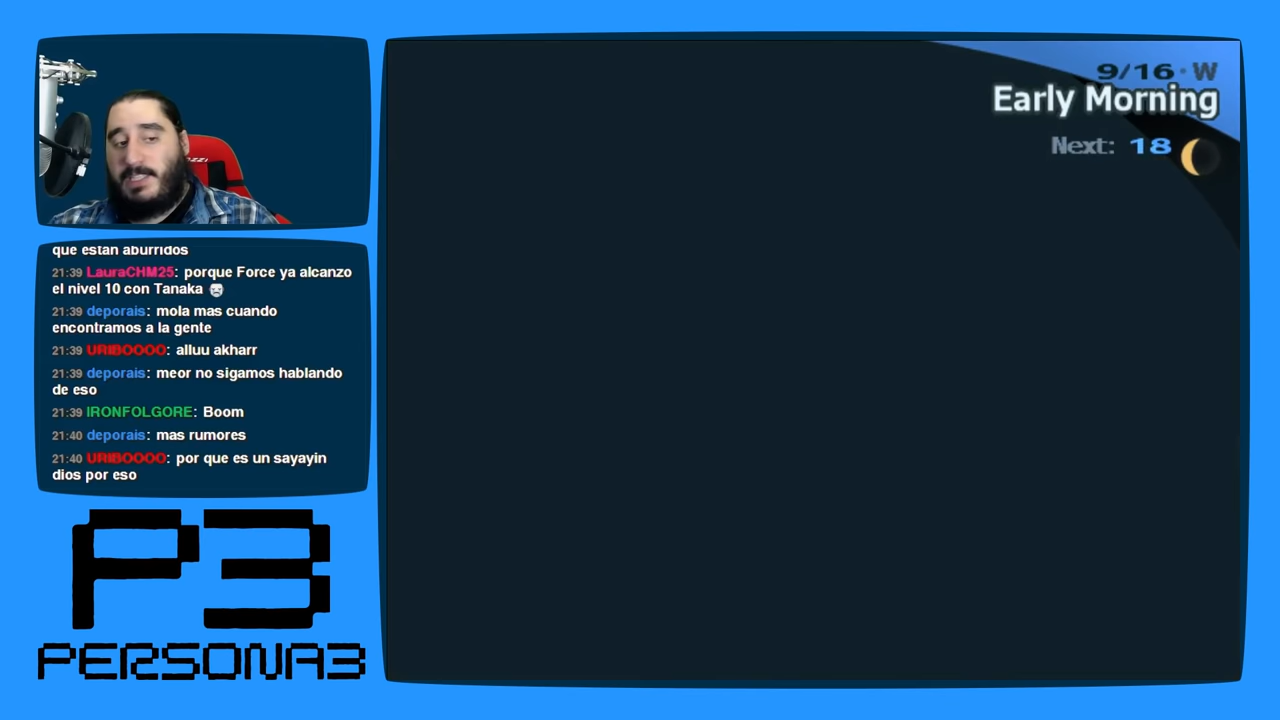 9/16 · W
Early Morning
Next: 18
que estan aburridos
21:39 LauraCHM25: porque Force ya alcanzo
el nivel 10 con Tanaka
21:39 deporais: mola mas cuando
encontramos a la gente
21:39 URIBOOOO: alluu akharr
21:39 deporais: meor no sigamos hablando
de eso
21:39 IRONFOLGORE: Boom
21:40 deporais: mas rumores
21:40 URIBOOOO: por que es un sayayin
dios por eso
P3
PERSONA3